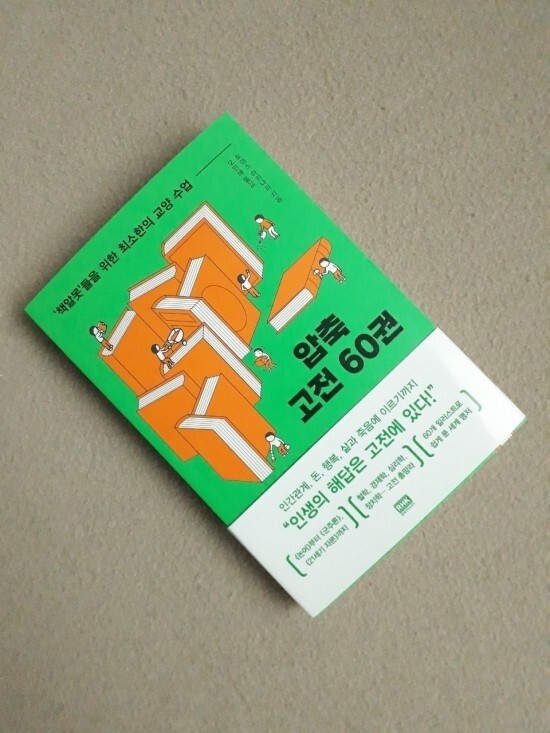 '책알못'들을 위한 최소한의 교양 수업
압축
고전 60권
인간관계, 돈, 행복, 삶과 죽음에 이르기까지
“인생의 해답은 고전에 있다!”
《논어》부터 《군주론》,
《21세기 자본》까지
철학, 경제학, 심리학,
정치학… 고전 총망라
60개 일러스트로
쉽게 푼 세계 명저